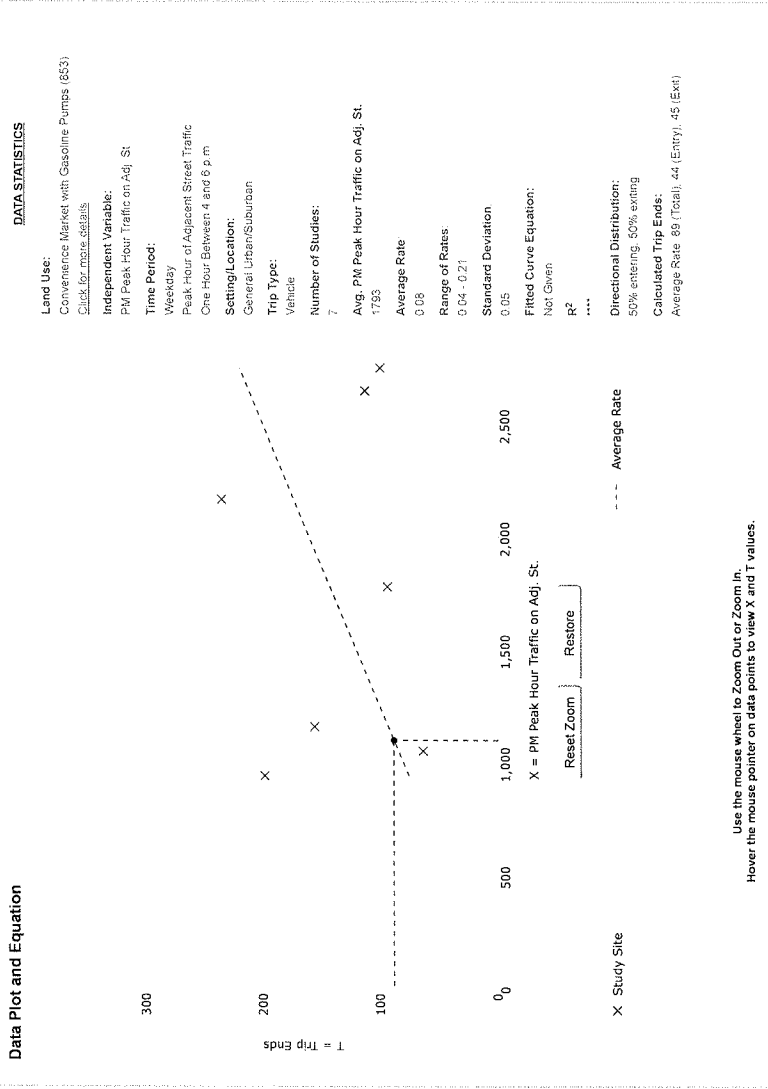 Data Plot and Equation
DATA STATISTICS
Land Use:
Convenience Market with Gasoline Pumps (853)
Click for more details
Independent Variable:
PM Peak Hour Traffic on Adj. St
Time Period:
Weekday
Peak Hour of Adjacent Street Traffic
One Hour Between 4 and 6 p.m
Setting/Location:
General Urban/Suburban
Trip Type:
Vehicle
Number of Studies:
7
Avg. PM Peak Hour Traffic on Adj. St.
1793
Average Rate
0.08
Range of Rates
0.04 - 0.21
Standard Deviation
0.05
Fitted Curve Equation:
Not Given
R²
****
Directional Distribution:
50% entering, 50% exiting
Calculated Trip Ends:
Average Rate 89 (Total), 44 (Entry), 45 (Exit)
T = Trip Ends
300
200
100
0
0
500
1,000
1,500
2,000
2,500
X = PM Peak Hour Traffic on Adj. St.
Reset Zoom
Restore
× Study Site
--- Average Rate
Use the mouse wheel to Zoom Out or Zoom In.
Hover the mouse pointer on data points to view X and T values.